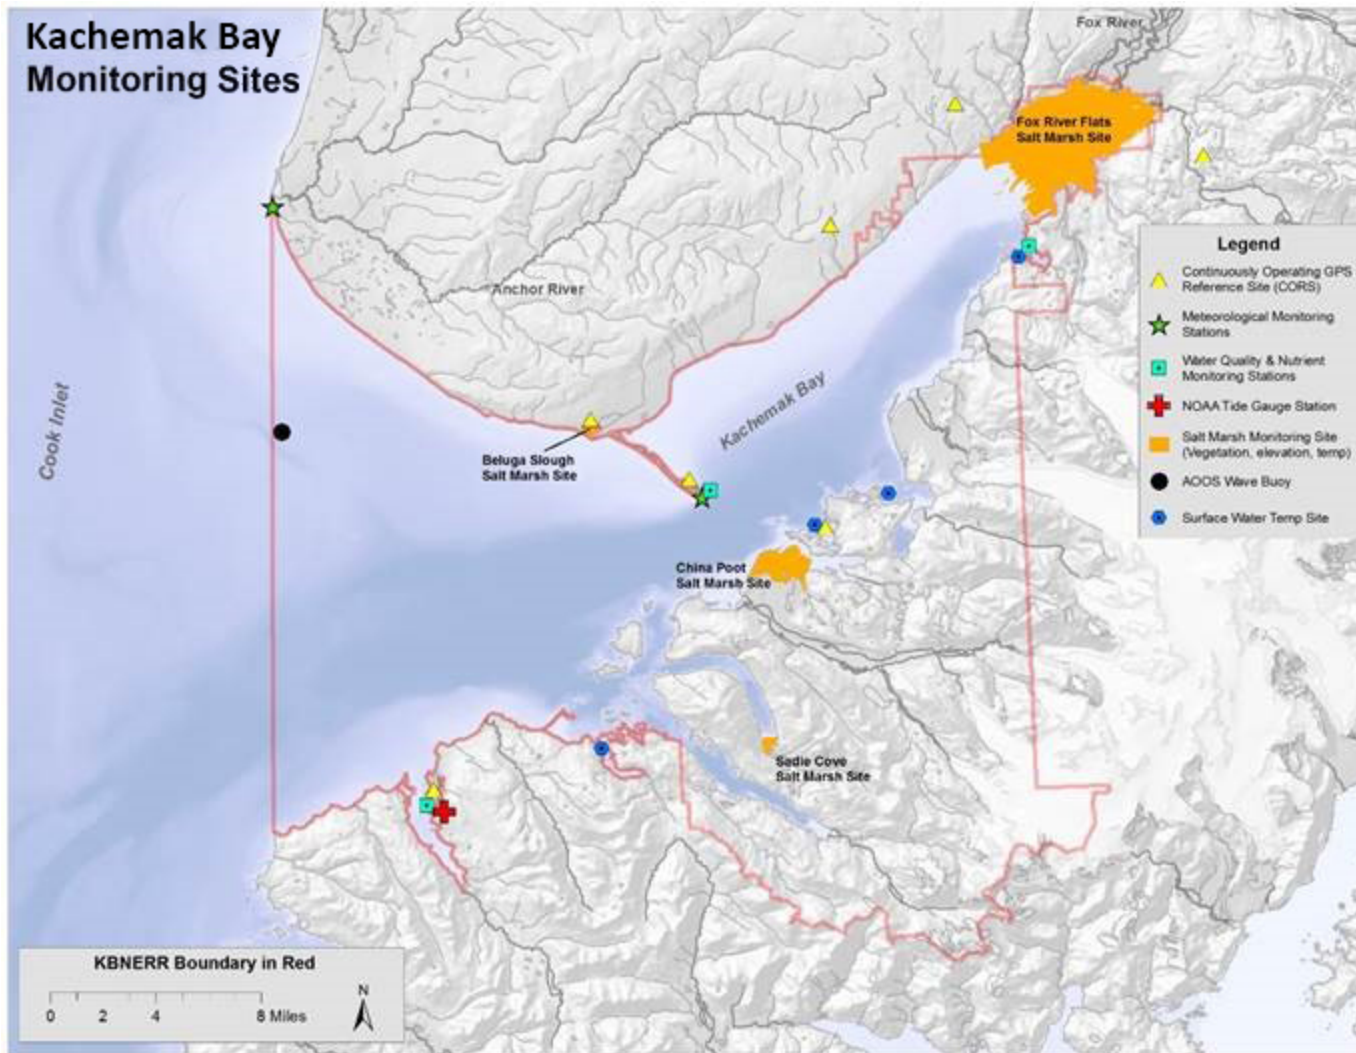 Kachemak Bay
Monitoring Sites
Fox River
Fox River Flats
Salt Marsh Site
Anchor River
Cook Inlet
Kachemak Bay
Beluga Slough
Salt Marsh Site
China Poot
Salt Marsh Site
Sadie Cove
Salt Marsh Site
Legend
Continuously Operating GPS
Reference Site (CORS)
Meteorological Monitoring
Stations
Water Quality & Nutrient
Monitoring Stations
NOAA Tide Gauge Station
Salt Marsh Monitoring Site
(Vegetation, elevation, temp)
AOOS Wave Buoy
Surface Water Temp Site
KBNERR Boundary in Red
N
0 2 4 8 Miles